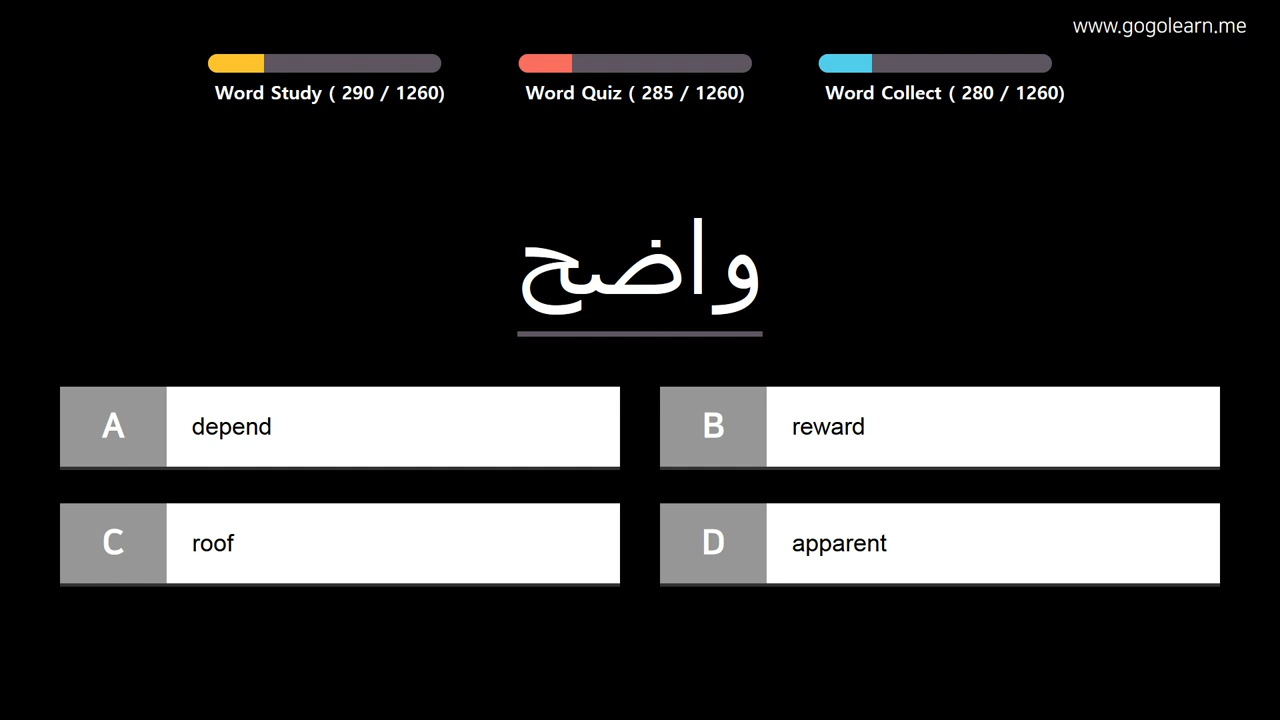 www.gogolearn.me
Word Study ( 290 / 1260)
Word Quiz ( 285 / 1260)
Word Collect ( 280 / 1260)
واضح
A depend
B reward
C roof
D apparent